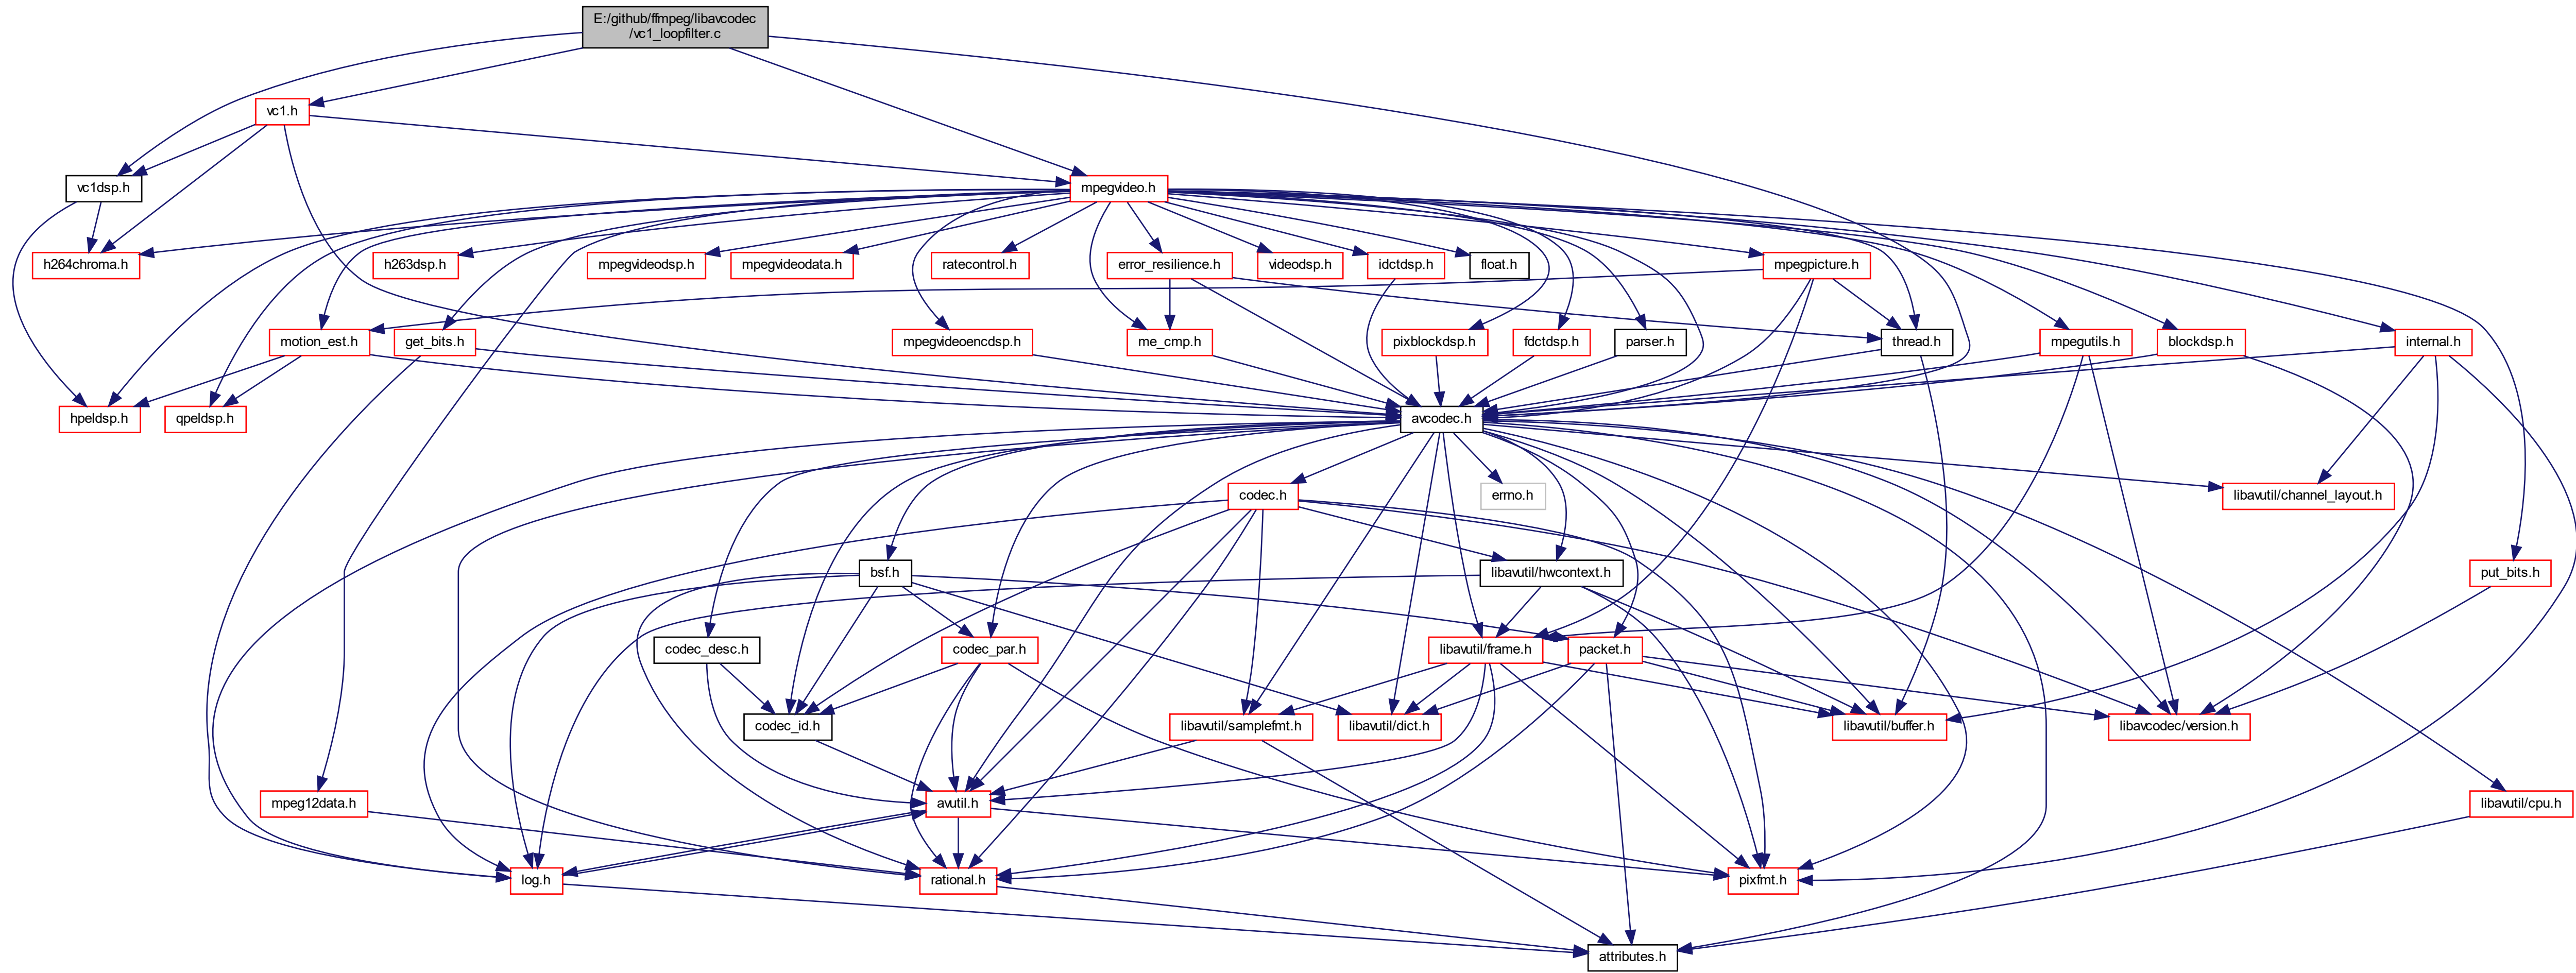 E:/github/ffmpeg/libavcodec
/vc1_loopfilter.c
vc1.h
vc1dsp.h
mpegvideo.h
h264chroma.h
h263dsp.h
mpegvideodsp.h
mpegvideodata.h
ratecontrol.h
error_resilience.h
videodsp.h
idctdsp.h
float.h
mpegpicture.h
motion_est.h
get_bits.h
mpegvideoencdsp.h
me_cmp.h
pixblockdsp.h
fdctdsp.h
parser.h
thread.h
mpegutils.h
blockdsp.h
internal.h
hpeldsp.h
qpeldsp.h
avcodec.h
codec.h
errno.h
libavutil/channel_layout.h
bsf.h
libavutil/hwcontext.h
put_bits.h
codec_desc.h
codec_par.h
libavutil/frame.h
packet.h
codec_id.h
libavutil/samplefmt.h
libavutil/dict.h
libavutil/buffer.h
libavcodec/version.h
mpeg12data.h
avutil.h
libavutil/cpu.h
log.h
rational.h
pixfmt.h
attributes.h